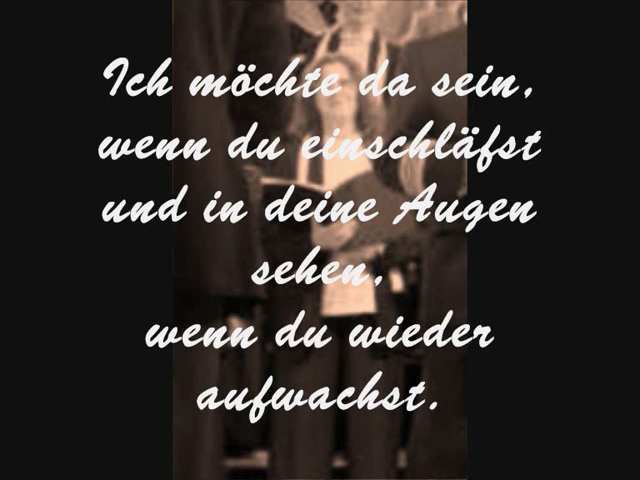 Ich möchte da sein,
wenn du einschläfst
und in deine Augen
sehen,
wenn du wieder
aufwachst.